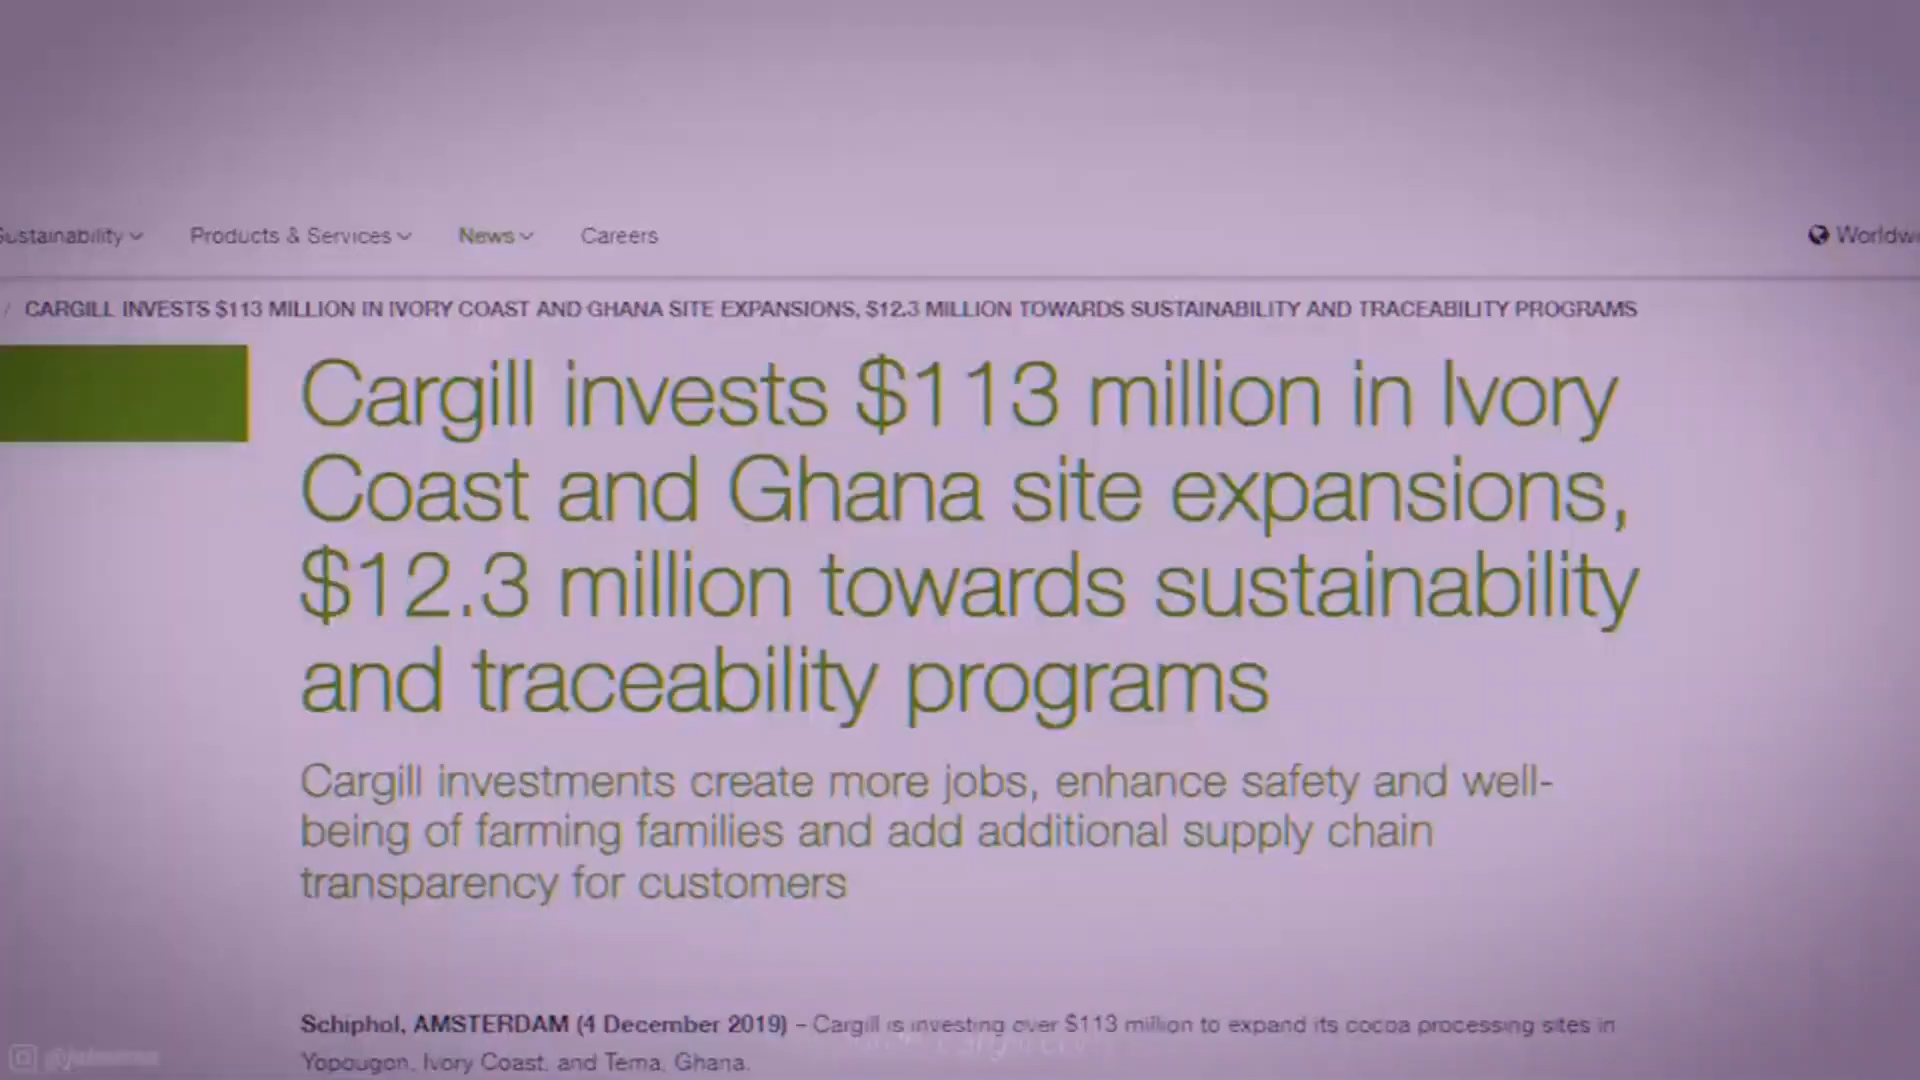 Products & Services
News
Careers
/ CARGILL INVESTS $113 MILLION IN IVORY COAST AND GHANA SITE EXPANSIONS, $12.3 MILLION TOWARDS SUSTAINABILITY AND TRACEABILITY PROGRAMS
Cargill invests $113 million in Ivory
Coast and Ghana site expansions,
$12.3 million towards sustainability
and traceability programs
Cargill investments create more jobs, enhance safety and well-
being of farming families and add additional supply chain
transparency for customers
Schiphol, AMSTERDAM (4 December 2019) – Cargill is investing over $113 million to expand its cocoa processing sites in
Yopougon, Ivory Coast, and Tema, Ghana.